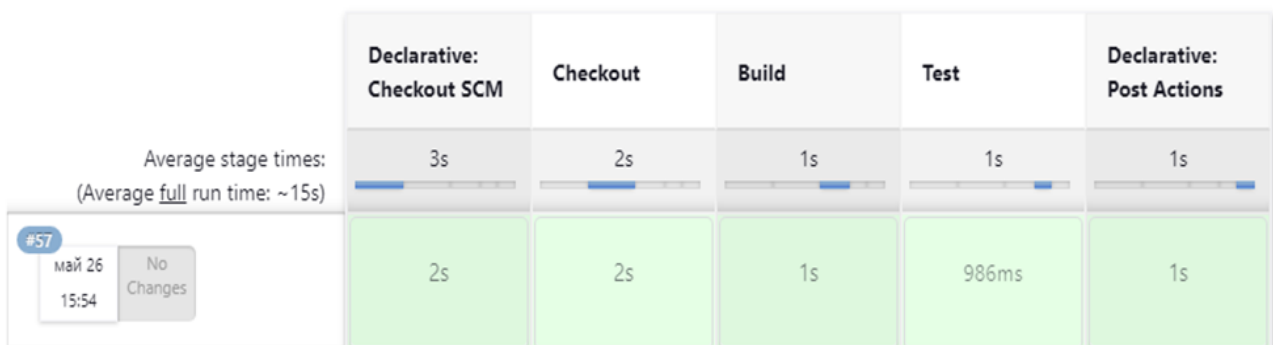 Declarative:
Checkout SCM
Checkout
Build
Test
Declarative:
Post Actions
Average stage times:
(Average full run time: ~15s)
3s
2s
1s
1s
1s
#57
май 26
15:54
No
Changes
2s
2s
1s
986ms
1s